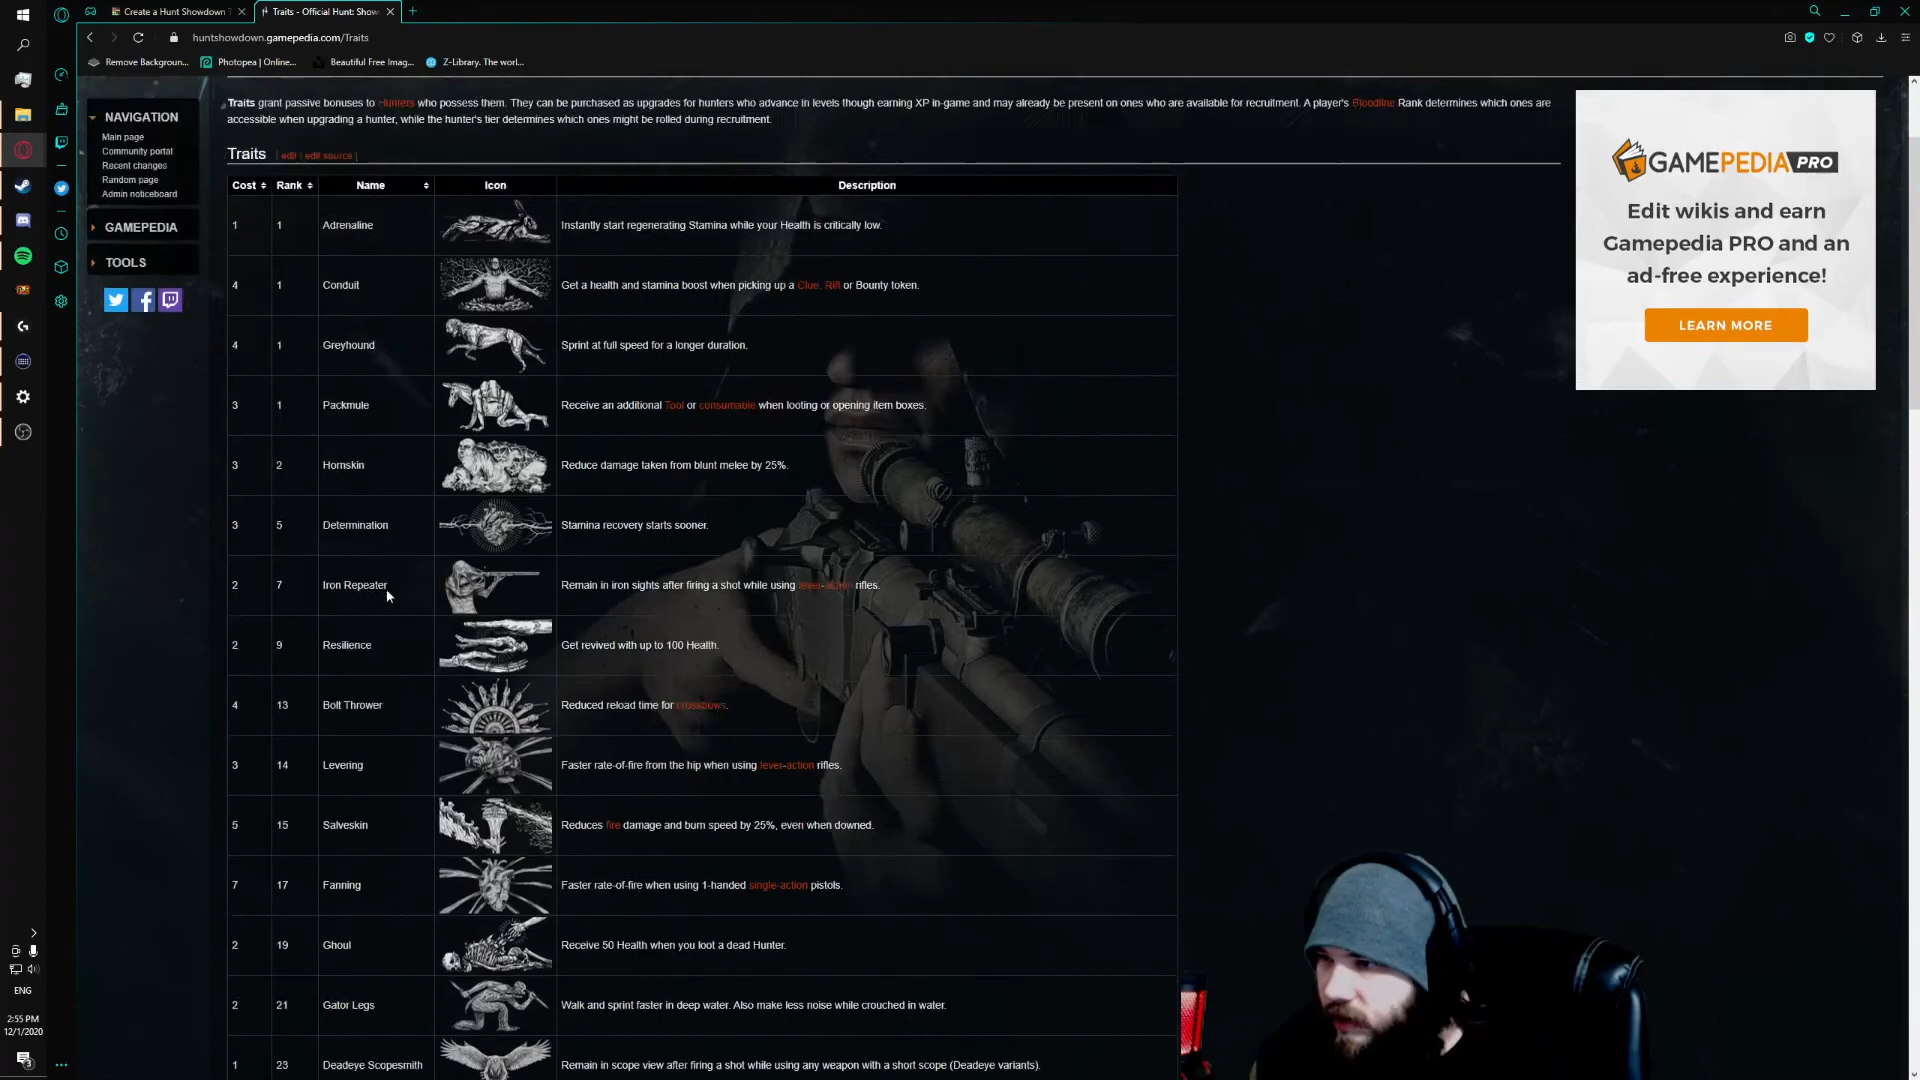 Create a Hunt Showdown T
Traits - Official Hunt: Show
huntshowdown.gamepedia.com/Traits
Remove Backgroun...
Photopea | Online...
Beautiful Free Imag...
Z-Library. The worl...
NAVIGATION
Main page
Community portal
Recent changes
Random page
Admin noticeboard
GAMEPEDIA
TOOLS
Traits grant passive bonuses to Hunters who possess them. They can be purchased as upgrades for hunters who advance in levels though earning XP in-game and may already be present on ones who are available for recruitment. A player's Bloodline Rank determines which ones are
accessible when upgrading a hunter, while the hunter's tier determines which ones might be rolled during recruitment.
Traits | edit | edit source |
Cost Rank Name Icon Description
1 1 Adrenaline Instantly start regenerating Stamina while your Health is critically low.
4 1 Conduit Get a health and stamina boost when picking up a Clue, Rift or Bounty token.
4 1 Greyhound Sprint at full speed for a longer duration.
3 1 Packmule Receive an additional Tool or consumable when looting or opening item boxes.
3 2 Hornskin Reduce damage taken from blunt melee by 25%.
3 5 Determination Stamina recovery starts sooner.
2 7 Iron Repeater Remain in iron sights after firing a shot while using lever-action rifles.
2 9 Resilience Get revived with up to 100 Health.
4 13 Bolt Thrower Reduced reload time for crossbows.
3 14 Levering Faster rate-of-fire from the hip when using lever-action rifles.
5 15 Salveskin Reduces fire damage and burn speed by 25%, even when downed.
7 17 Fanning Faster rate-of-fire when using 1-handed single-action pistols.
2 19 Ghoul Receive 50 Health when you loot a dead Hunter.
2 21 Gator Legs Walk and sprint faster in deep water. Also make less noise while crouched in water.
1 23 Deadeye Scopesmith Remain in scope view after firing a shot while using any weapon with a short scope (Deadeye variants).
GAMEPEDIA PRO
Edit wikis and earn
Gamepedia PRO and an
ad-free experience!
LEARN MORE
ENG
2:55 PM
12/1/2020